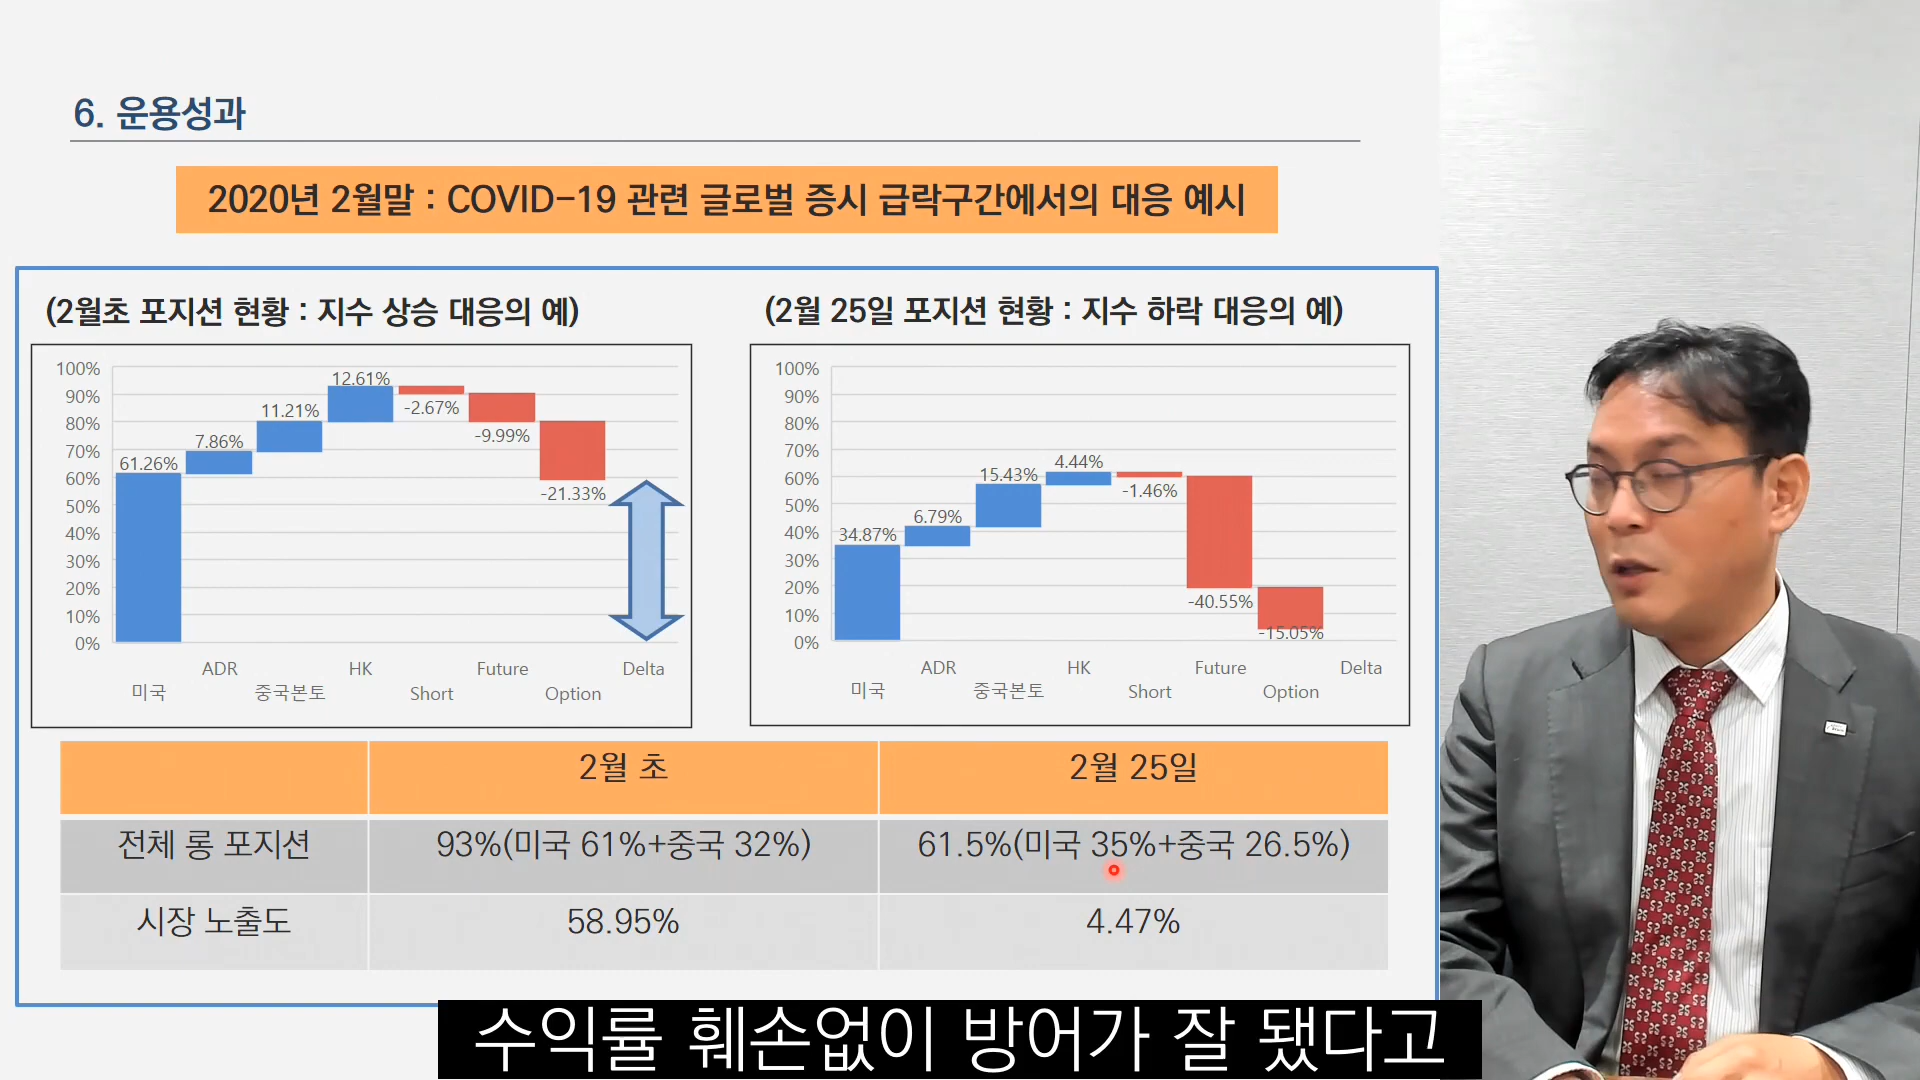 6. 운용성과
2020년 2월말 : COVID-19 관련 글로벌 증시 급락구간에서의 대응 예시
(2월초 포지션 현황 : 지수 상승 대응의 예)
100%
90%
80%
70%
60%
50%
40%
30%
20%
10%
0%
61.26%
7.86%
11.21%
12.61%
-2.67%
-9.99%
-21.33%
미국
ADR
중국본토
HK
Short
Future
Option
Delta
(2월 25일 포지션 현황 : 지수 하락 대응의 예)
100%
90%
80%
70%
60%
50%
40%
30%
20%
10%
0%
34.87%
6.79%
15.43%
4.44%
-1.46%
-40.55%
-15.05%
미국
ADR
중국본토
HK
Short
Future
Option
Delta
2월 초 2월 25일
전체 롱 포지션 93%(미국 61%+중국 32%) 61.5%(미국 35%+중국 26.5%)
시장 노출도 58.95% 4.47%
수익률 훼손없이 방어가 잘 됐다고